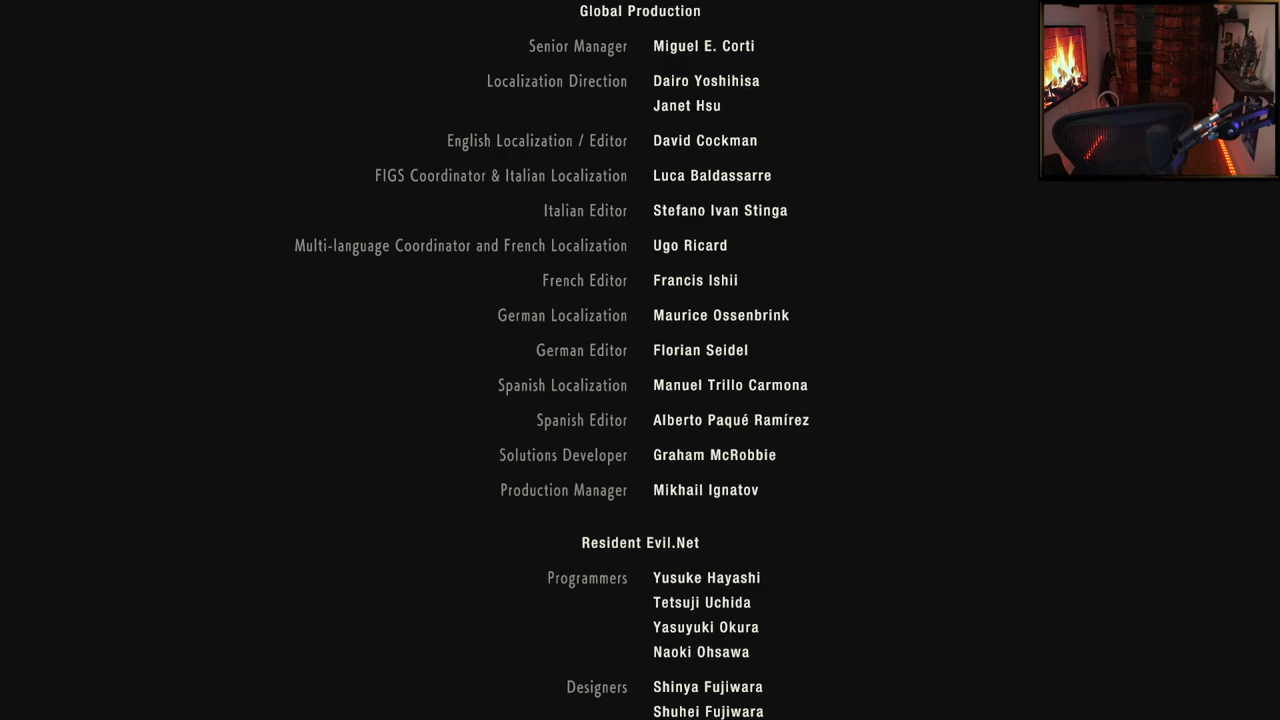 Global Production
Senior Manager Miguel E. Corti
Localization Direction Dairo Yoshihisa
Janet Hsu
English Localization / Editor David Cockman
FIGS Coordinator & Italian Localization Luca Baldassarre
Italian Editor Stefano Ivan Stinga
Multi-language Coordinator and French Localization Ugo Ricard
French Editor Francis Ishii
German Localization Maurice Ossenbrink
German Editor Florian Seidel
Spanish Localization Manuel Trillo Carmona
Spanish Editor Alberto Paqué Ramírez
Solutions Developer Graham McRobbie
Production Manager Mikhail Ignatov
Resident Evil.Net
Programmers Yusuke Hayashi
Tetsuji Uchida
Yasuyuki Okura
Naoki Ohsawa
Designers Shinya Fujiwara
Shuhei Fujiwara